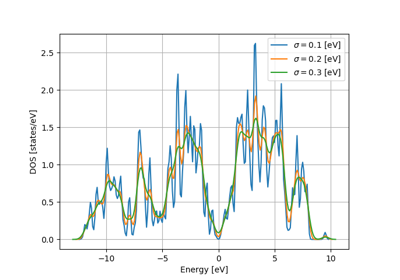 σ = 0.1 [eV]
σ = 0.2 [eV]
σ = 0.3 [eV]
2.5
2.0
1.5
1.0
0.5
0.0
DOS [states/eV]
−10
−5
0
5
10
Energy [eV]